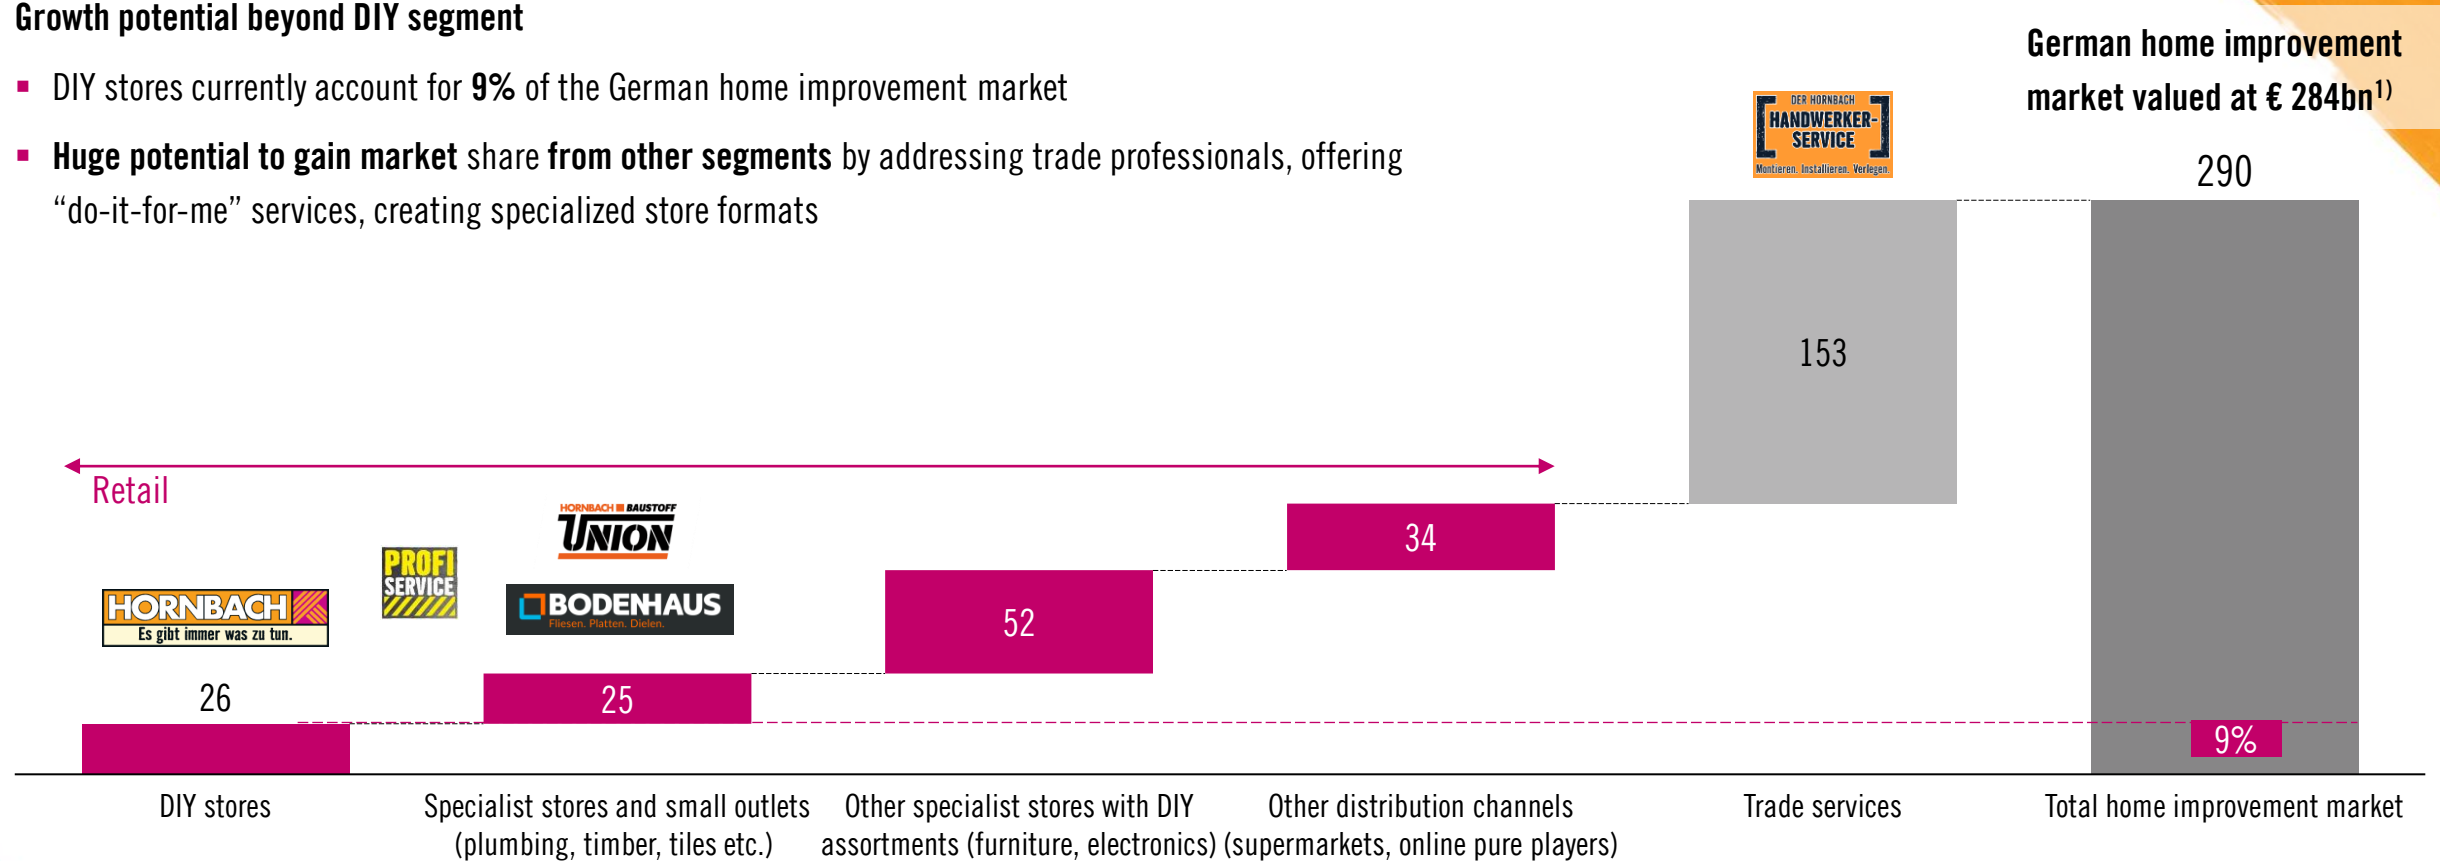 Growth potential beyond DIY segment
▪ DIY stores currently account for 9% of the German home improvement market
▪ Huge potential to gain market share from other segments by addressing trade professionals, offering
“do-it-for-me” services, creating specialized store formats
German home improvement
market valued at € 284bn1)
DER HORNBACH
HANDWERKER-
SERVICE
Montieren. Installieren. Verlegen.
290
153
Retail
34
HORNBACH BAUSTOFF
UNION
PROFI
SERVICE
HORNBACH
Es gibt immer was zu tun.
BODENHAUS
Fliesen. Platten. Dielen.
52
26
25
9%
DIY stores
Specialist stores and small outlets
(plumbing, timber, tiles etc.)
Other specialist stores with DIY
assortments (furniture, electronics)
Other distribution channels
(supermarkets, online pure players)
Trade services
Total home improvement market